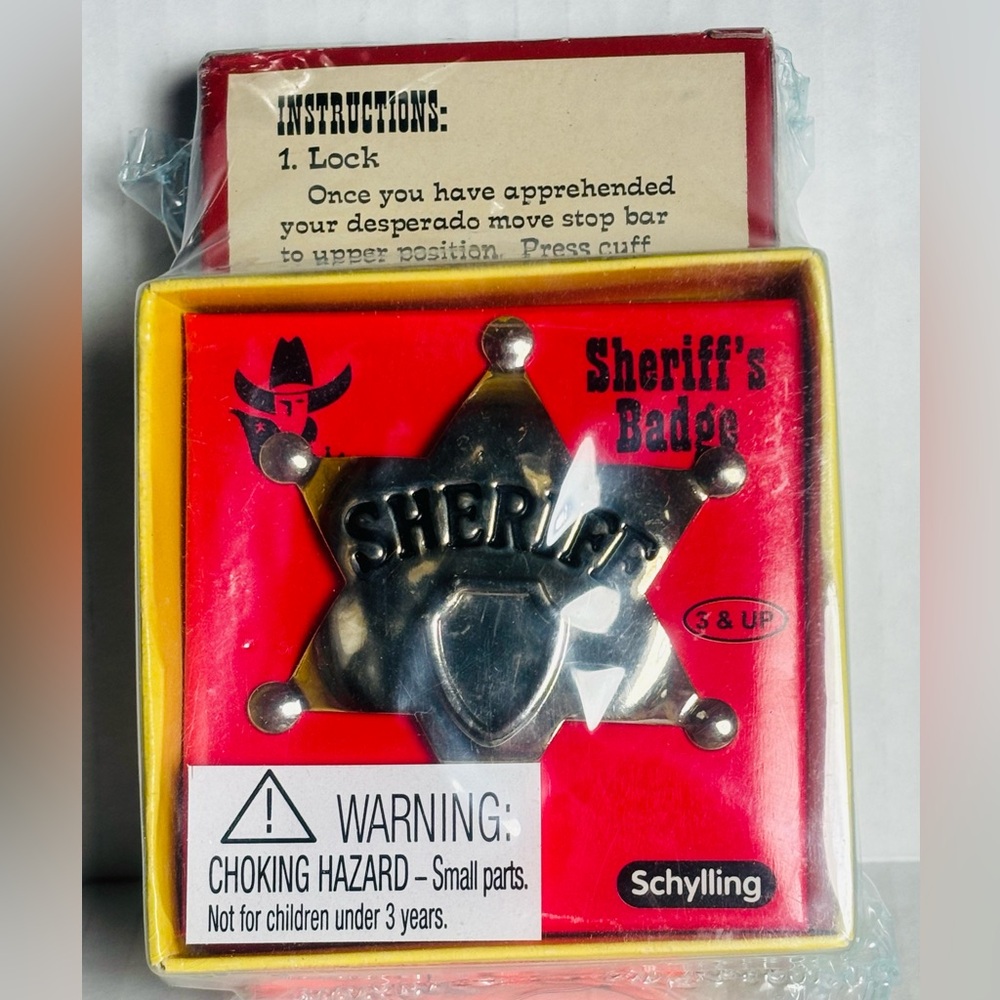 INSTRUCTIONS:
1. Lock
Once you have apprehended
your desperado move stop bar
to upper position. Press cuff
Sheriff's
Badge
SHERIFF
3 & UP
WARNING:
CHOKING HAZARD – Small parts.
Not for children under 3 years.
Schylling